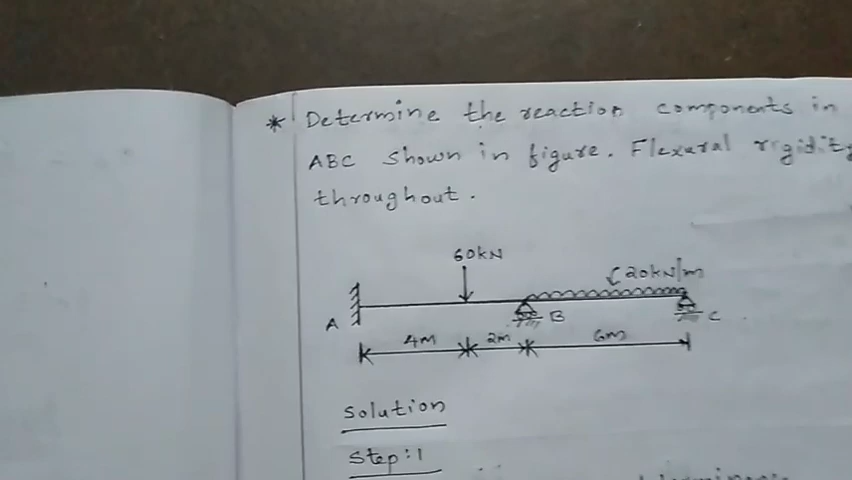 * Determine the reaction components in
ABC shown in figure. Flexural rigidity
throughout.
60kN
20kN/m
A
B
C
4m
2m
6m
Solution
Step:1